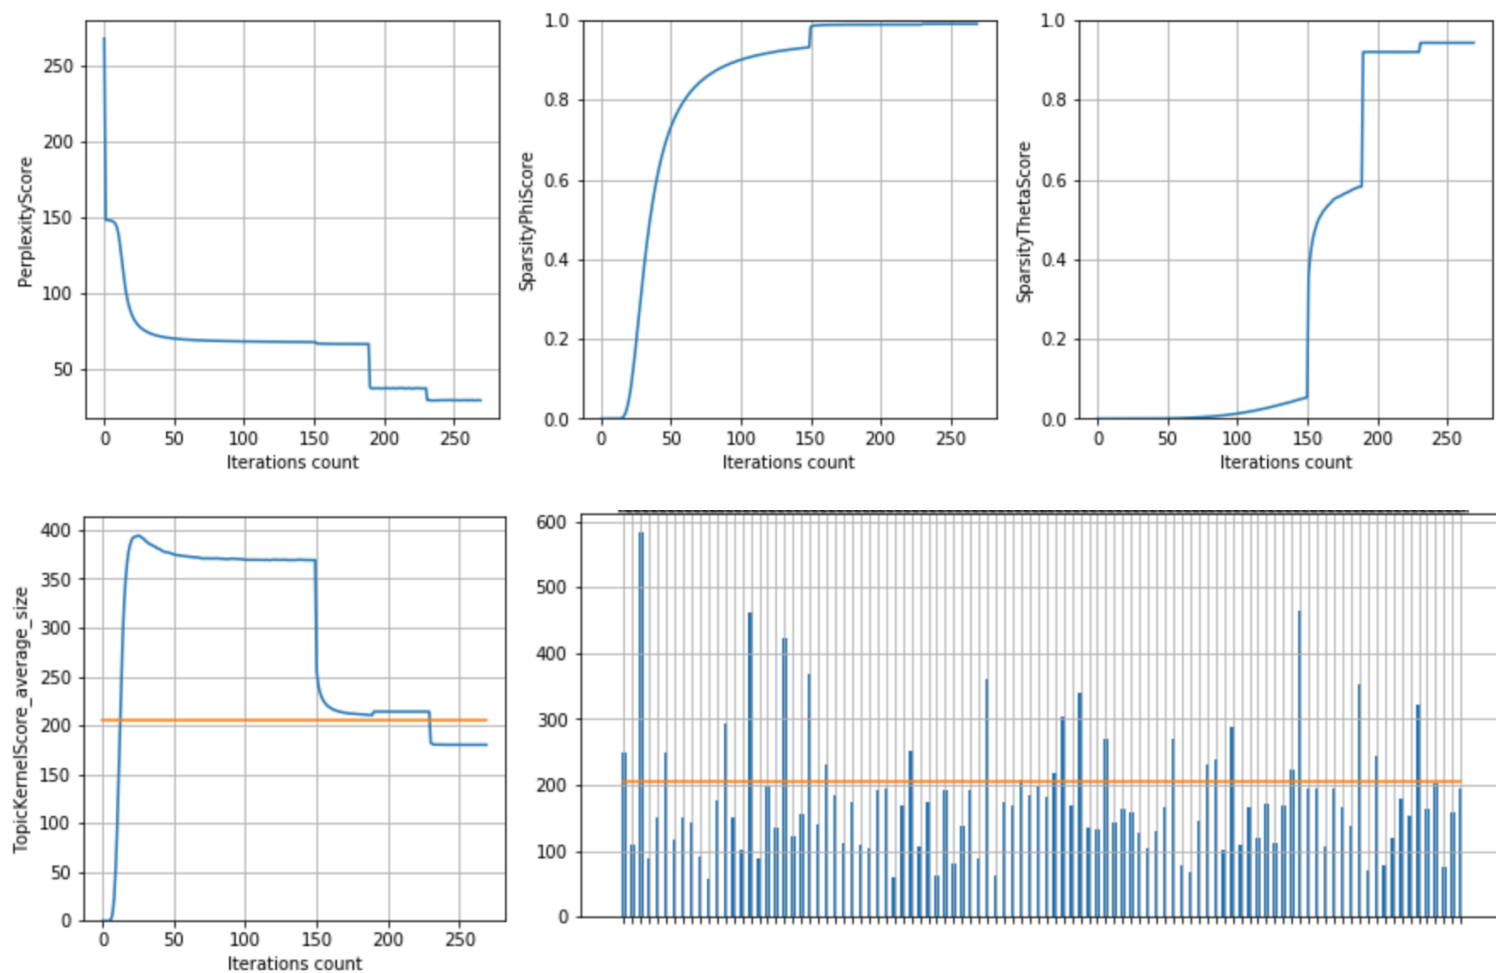 PerplexityScore
250
200
150
100
50
0 50 100 150 200 250
Iterations count
SparsityPhiScore
1.0
0.8
0.6
0.4
0.2
0.0
0 50 100 150 200 250
Iterations count
SparsityThetaScore
1.0
0.8
0.6
0.4
0.2
0.0
0 50 100 150 200 250
Iterations count
TopicKernelScore_average_size
400
350
300
250
200
150
100
50
0
0 50 100 150 200 250
Iterations count
600
500
400
300
200
100
0